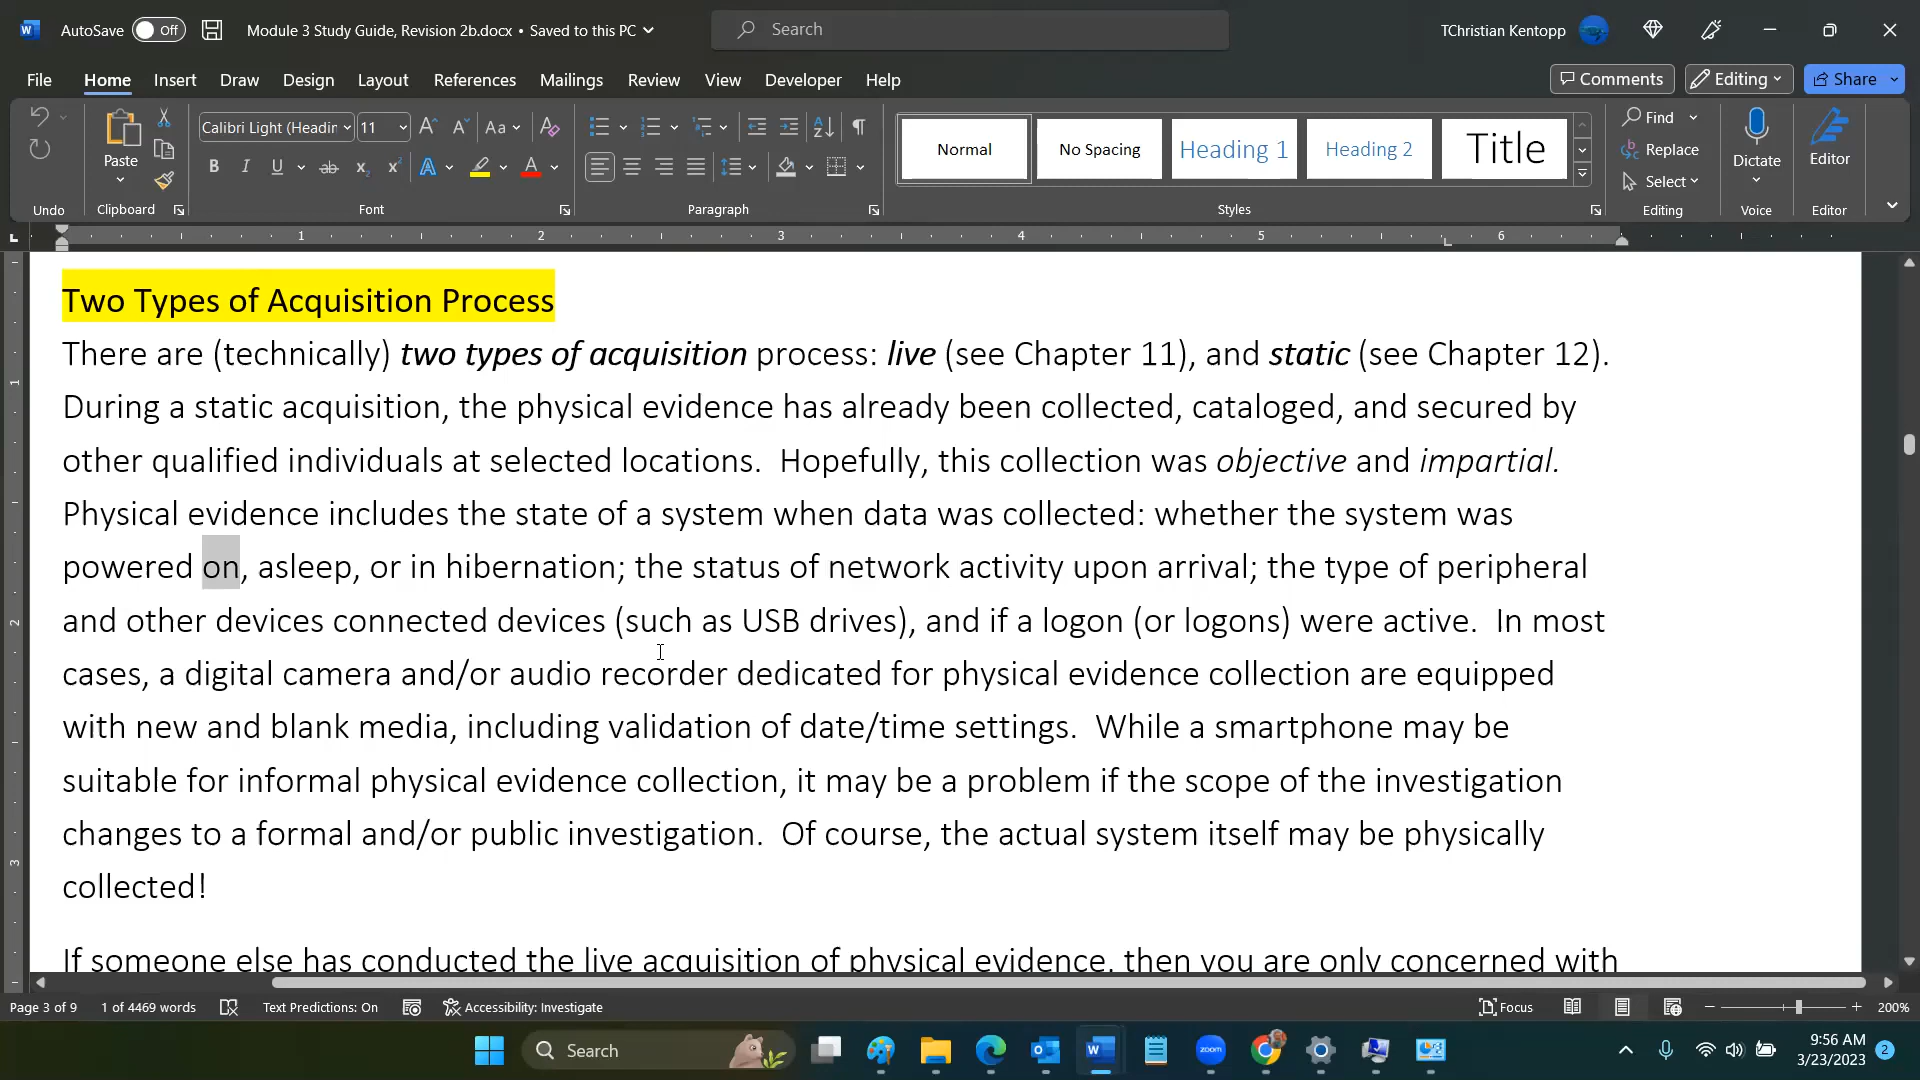 AutoSave Off Module 3 Study Guide, Revision 2b.docx • Saved to this PC Search TChristian Kentopp
File Home Insert Draw Design Layout References Mailings Review View Developer Help Comments Editing Share
Calibri Light (Headin 11 Aa
Paste
Normal No Spacing Heading 1 Heading 2 Title
Find
Replace
Select
Dictate Editor
Undo Clipboard Font Paragraph Styles Editing Voice Editor
1 2 3 4 5 6
Two Types of Acquisition Process
There are (technically) two types of acquisition process: live (see Chapter 11), and static (see Chapter 12).
During a static acquisition, the physical evidence has already been collected, cataloged, and secured by
other qualified individuals at selected locations.  Hopefully, this collection was objective and impartial.
Physical evidence includes the state of a system when data was collected: whether the system was
powered on, asleep, or in hibernation; the status of network activity upon arrival; the type of peripheral
and other devices connected devices (such as USB drives), and if a logon (or logons) were active.  In most
cases, a digital camera and/or audio recorder dedicated for physical evidence collection are equipped
with new and blank media, including validation of date/time settings.  While a smartphone may be
suitable for informal physical evidence collection, it may be a problem if the scope of the investigation
changes to a formal and/or public investigation.  Of course, the actual system itself may be physically
collected!
If someone else has conducted the live acquisition of physical evidence, then you are only concerned with
Page 3 of 9 1 of 4469 words Text Predictions: On Accessibility: Investigate Focus 200%
Search zoom 9:56 AM
3/23/2023 2